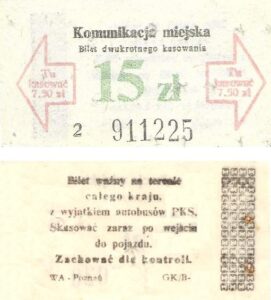 Komunikacja miejska
Bilet dwukrotnego kasowania
Tu
kasować
7.50 zł
15 zł
Tu
kasować
7.50 zł
2 911225
Bilet ważny na terenie
całego kraju,
z wyjątkiem autobusów PKS.
Skasować zaraz po wejściu
do pojazdu.
Zachować dle kontroli.
WA - Poznań GK/B-